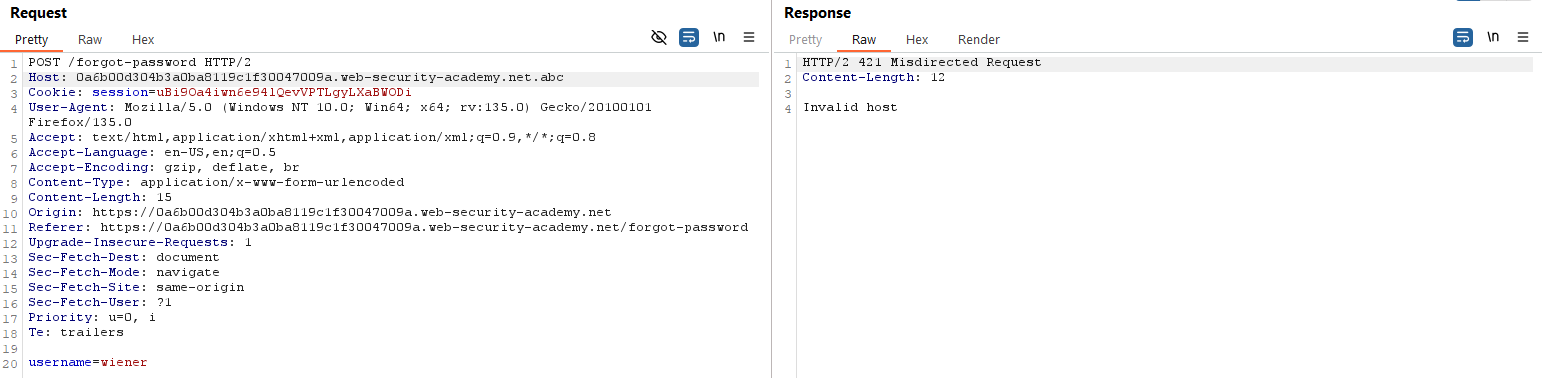 Request
Pretty Raw Hex \n
1 POST /forgot-password HTTP/2
2 Host: 0a6b00d304b3a0ba8119c1f30047009a.web-security-academy.net.abc
3 Cookie: session=uBi9Oa4iwn6e941QevVPTLgyLXaBWODi
4 User-Agent: Mozilla/5.0 (Windows NT 10.0; Win64; x64; rv:135.0) Gecko/20100101
Firefox/135.0
5 Accept: text/html,application/xhtml+xml,application/xml;q=0.9,*/*;q=0.8
6 Accept-Language: en-US,en;q=0.5
7 Accept-Encoding: gzip, deflate, br
8 Content-Type: application/x-www-form-urlencoded
9 Content-Length: 15
10 Origin: https://0a6b00d304b3a0ba8119c1f30047009a.web-security-academy.net
11 Referer: https://0a6b00d304b3a0ba8119c1f30047009a.web-security-academy.net/forgot-password
12 Upgrade-Insecure-Requests: 1
13 Sec-Fetch-Dest: document
14 Sec-Fetch-Mode: navigate
15 Sec-Fetch-Site: same-origin
16 Sec-Fetch-User: ?1
17 Priority: u=0, i
18 Te: trailers
19
20 username=wiener
Response
Pretty Raw Hex Render \n
1 HTTP/2 421 Misdirected Request
2 Content-Length: 12
3
4 Invalid host